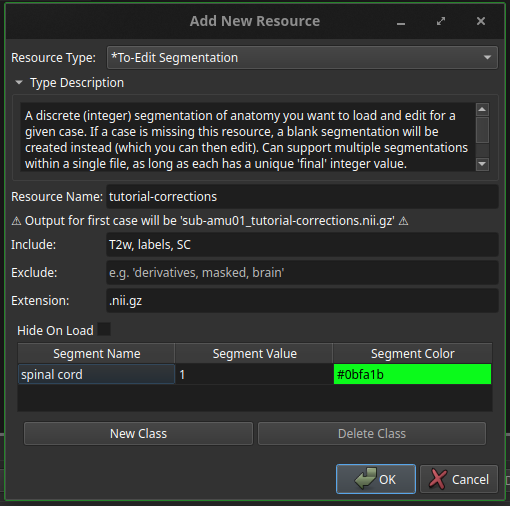 Add New Resource
Resource Type: *To-Edit Segmentation
Type Description
A discrete (integer) segmentation of anatomy you want to load and edit for a
given case. If a case is missing this resource, a blank segmentation will be
created instead (which you can then edit). Can support multiple segmentations
within a single file, as long as each has a unique 'final' integer value.
Resource Name: tutorial-corrections
⚠ Output for first case will be 'sub-amu01_tutorial-corrections.nii.gz' ⚠
Include: T2w, labels, SC
Exclude: e.g. 'derivatives, masked, brain'
Extension: .nii.gz
Hide On Load
Segment Name Segment Value Segment Color
spinal cord 1 #0bfa1b
New Class Delete Class
OK Cancel